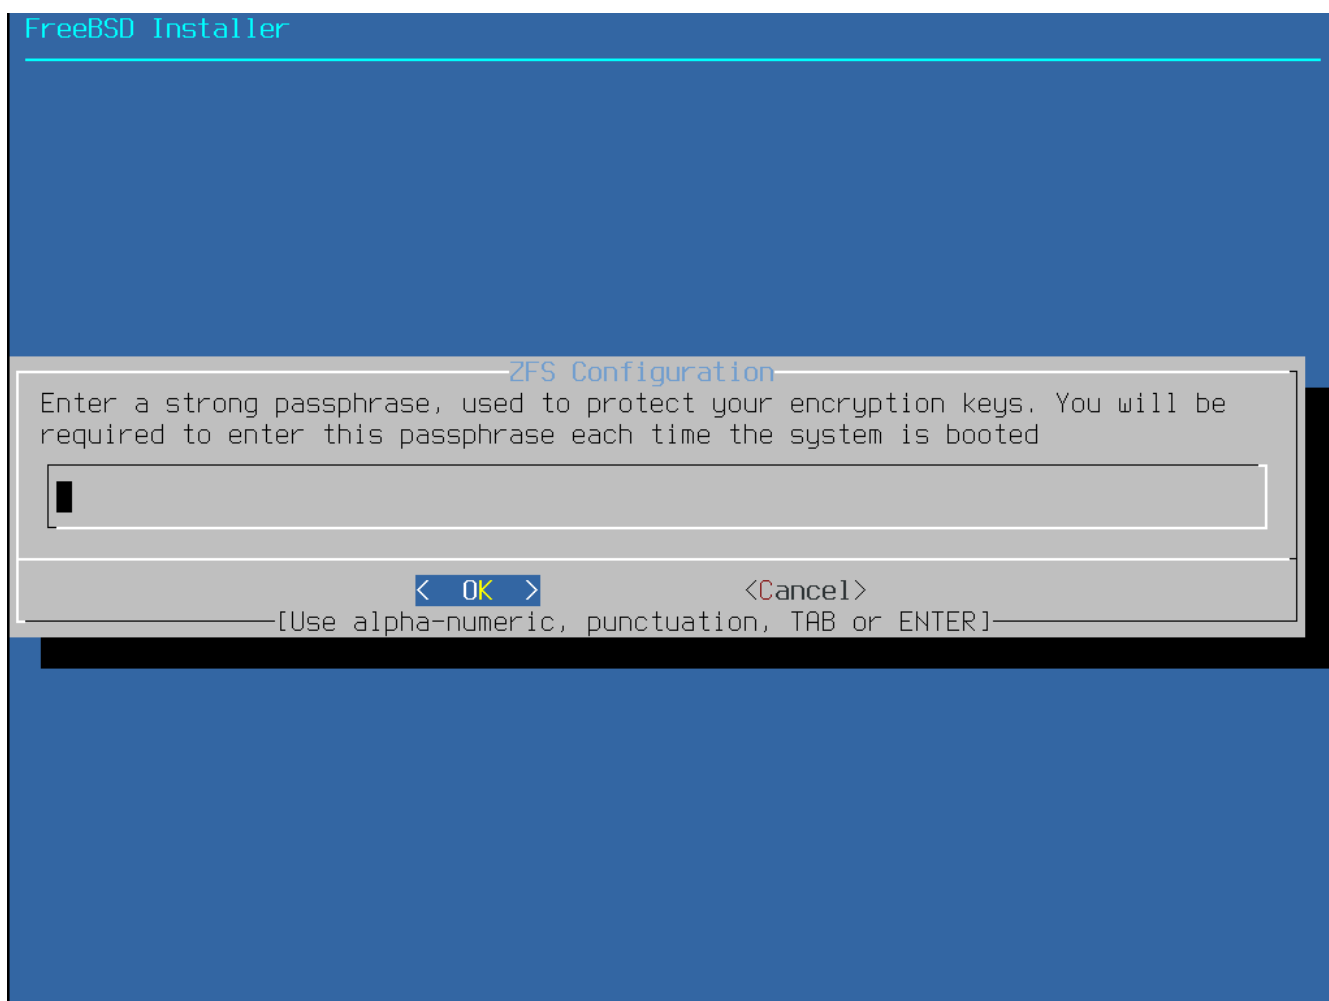 FreeBSD Installer
ZFS Configuration
Enter a strong passphrase, used to protect your encryption keys. You will be
required to enter this passphrase each time the system is booted
< OK > <Cancel>
[Use alpha-numeric, punctuation, TAB or ENTER]